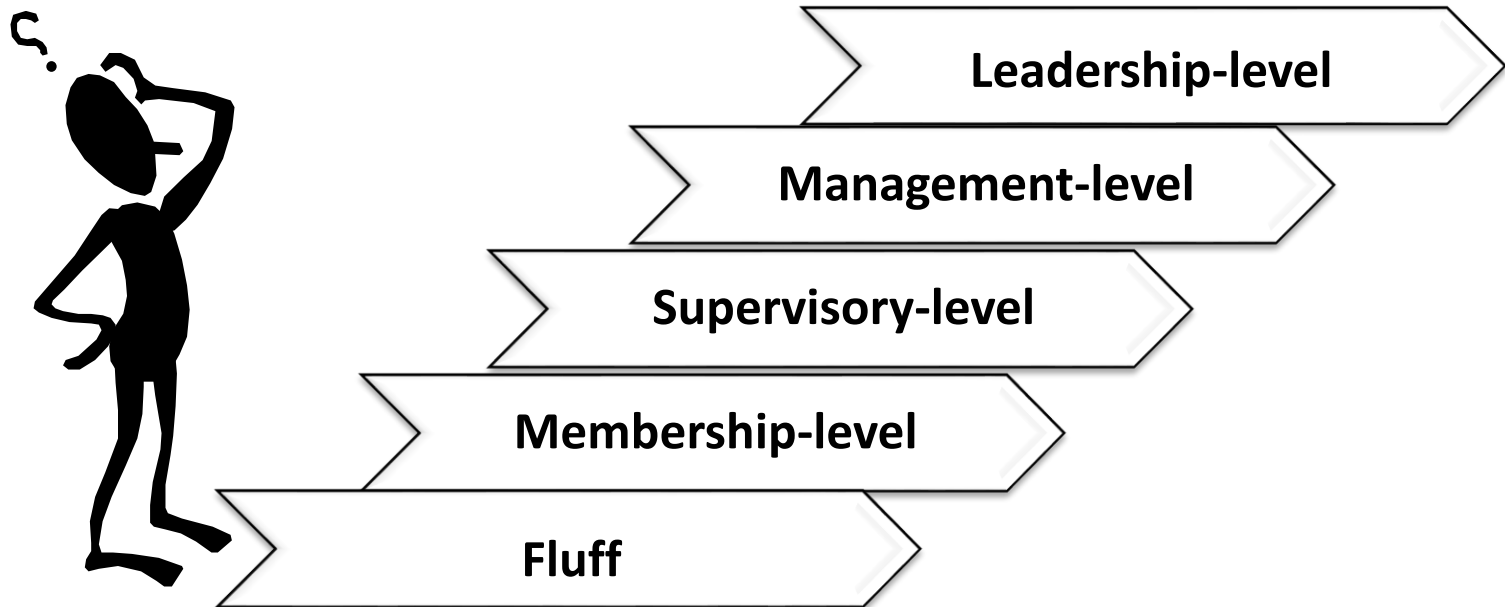 ?
Leadership-level
Management-level
Supervisory-level
Membership-level
Fluff